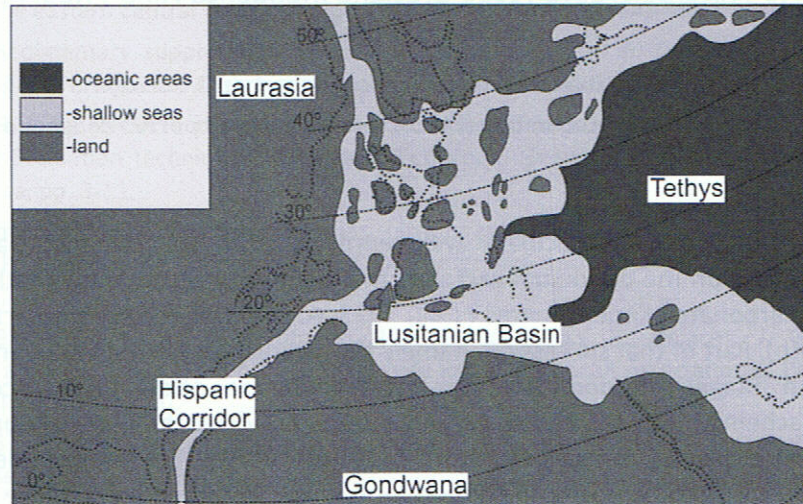 -oceanic areas
-shallow seas
-land
Laurasia
50°
40°
30°
Tethys
20°
Lusitanian Basin
Hispanic
Corridor
10°
0°
Gondwana